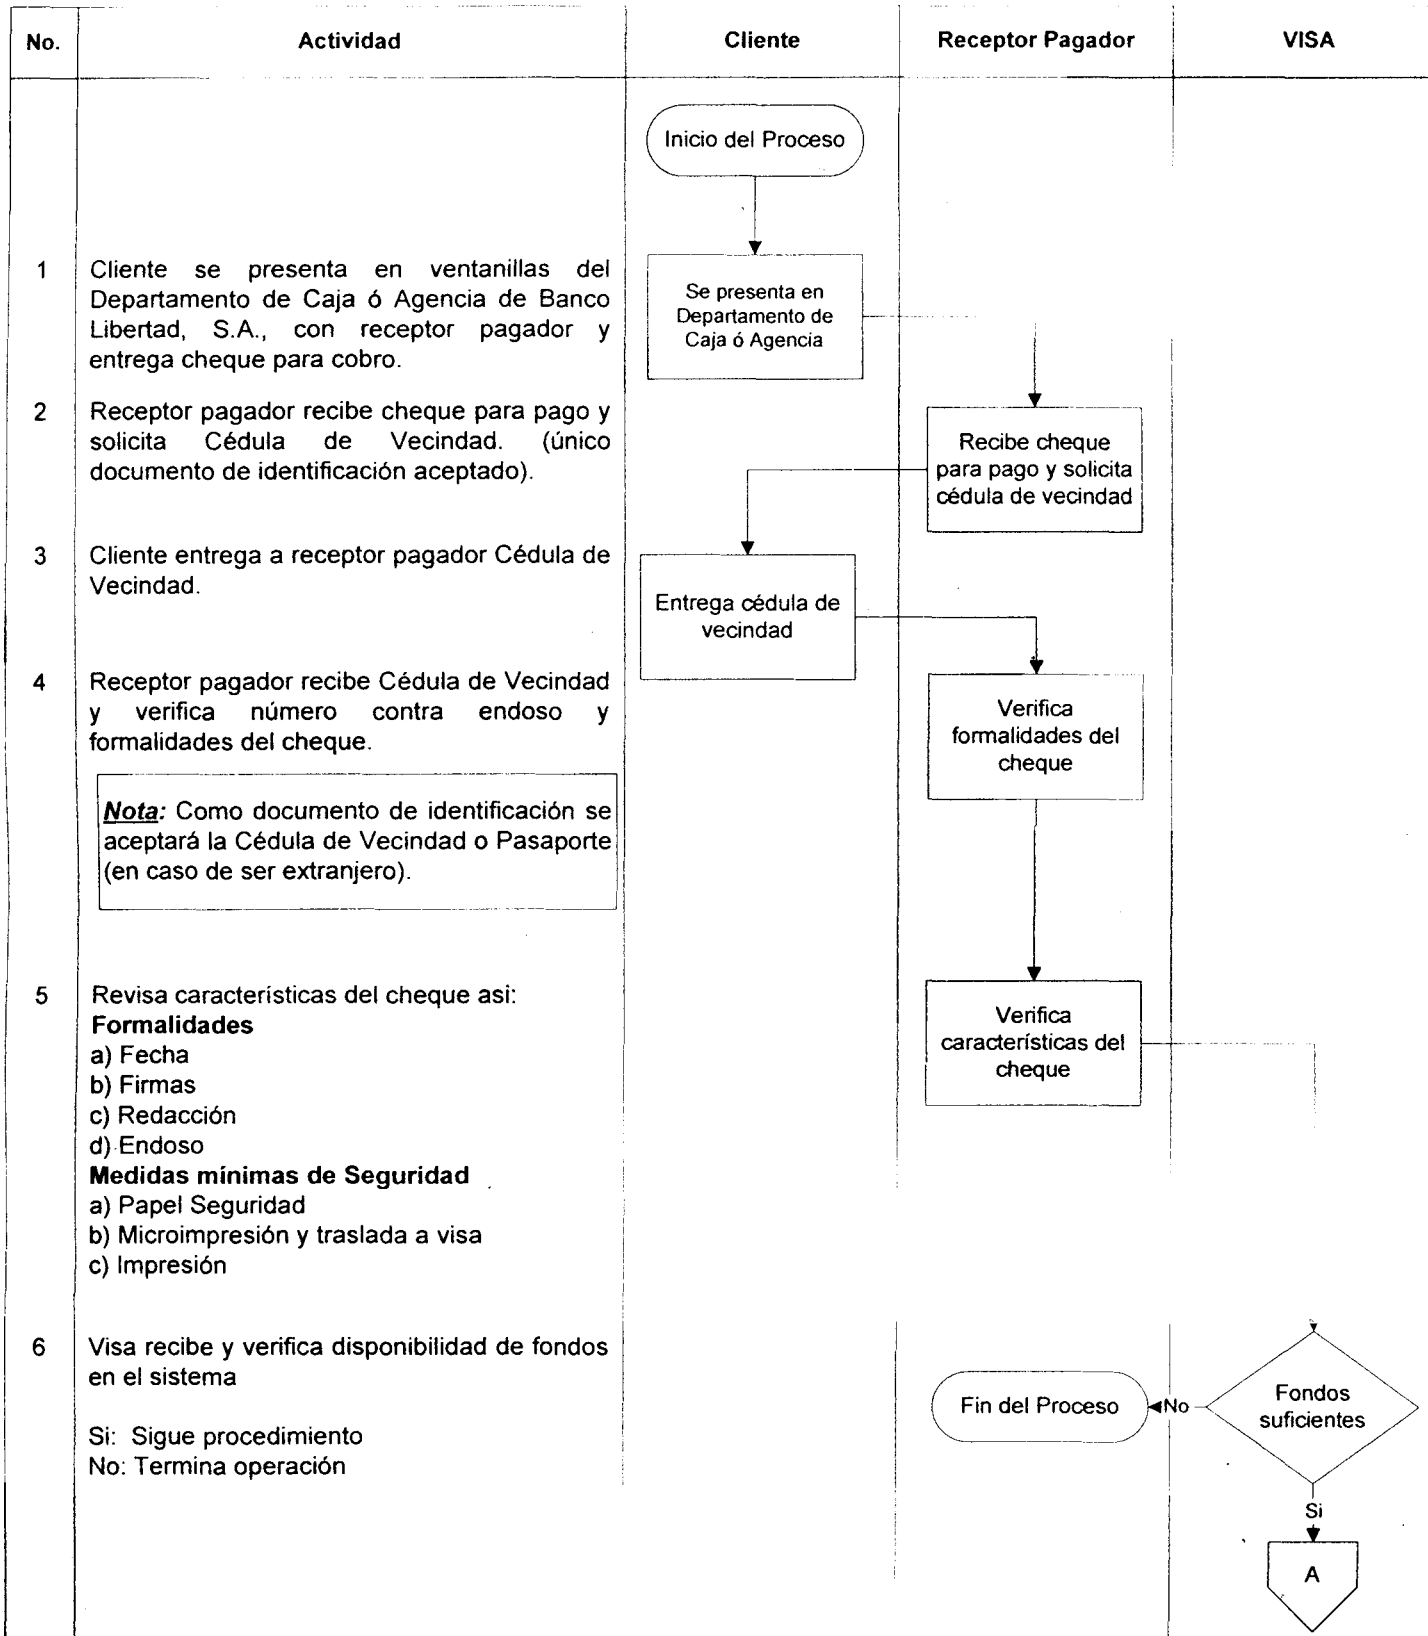 No. Actividad Cliente Receptor Pagador VISA
Inicio del Proceso
1 Cliente se presenta en ventanillas del
Departamento de Caja ó Agencia de Banco
Libertad, S.A., con receptor pagador y
entrega cheque para cobro.
Se presenta en
Departamento de
Caja ó Agencia
2 Receptor pagador recibe cheque para pago y
solicita Cédula de Vecindad. (único
documento de identificación aceptado).
Recibe cheque
para pago y solicita
cédula de vecindad
3 Cliente entrega a receptor pagador Cédula de
Vecindad.
Entrega cédula de
vecindad
4 Receptor pagador recibe Cédula de Vecindad
y verifica número contra endoso y
formalidades del cheque.
Verifica
formalidades del
cheque
Nota: Como documento de identificación se
aceptará la Cédula de Vecindad o Pasaporte
(en caso de ser extranjero).
5 Revisa características del cheque asi:
Formalidades
a) Fecha
b) Firmas
c) Redacción
d) Endoso
Medidas mínimas de Seguridad
a) Papel Seguridad
b) Microimpresión y traslada a visa
c) Impresión
Verifica
características del
cheque
6 Visa recibe y verifica disponibilidad de fondos
en el sistema
Si: Sigue procedimiento
No: Termina operación
Fin del Proceso
No
Fondos
suficientes
Si
A